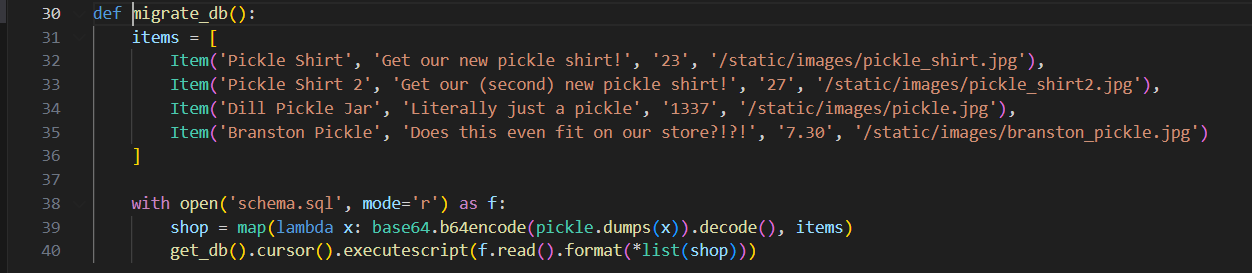 30 def migrate_db():
31 items = [
32 Item('Pickle Shirt', 'Get our new pickle shirt!', '23', '/static/images/pickle_shirt.jpg'),
33 Item('Pickle Shirt 2', 'Get our (second) new pickle shirt!', '27', '/static/images/pickle_shirt2.jpg'),
34 Item('Dill Pickle Jar', 'Literally just a pickle', '1337', '/static/images/pickle.jpg'),
35 Item('Branston Pickle', 'Does this even fit on our store?!?!', '7.30', '/static/images/branston_pickle.jpg')
36 ]
37
38 with open('schema.sql', mode='r') as f:
39 shop = map(lambda x: base64.b64encode(pickle.dumps(x)).decode(), items)
40 get_db().cursor().executescript(f.read().format(*list(shop)))